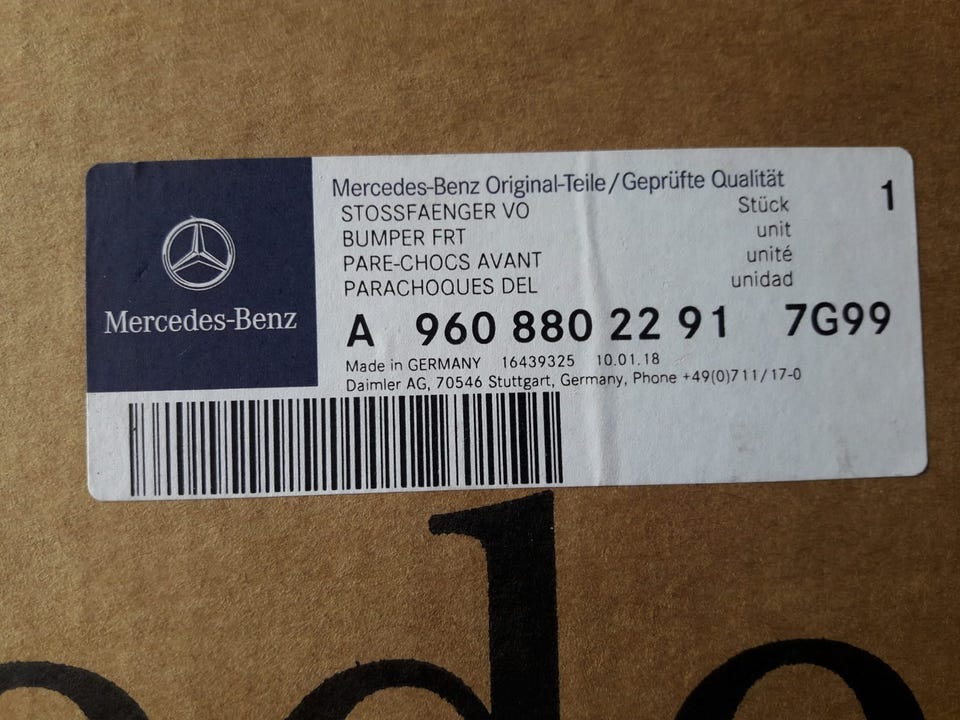 Mercedes-Benz
Mercedes-Benz Original-Teile/Geprüfte Qualität
STOSSFAENGER VO Stück 1
BUMPER FRT unit
PARE-CHOCS AVANT unité
PARACHOQUES DEL unidad
A 960 880 22 91 7G99
Made in GERMANY 16439325 10.01.18
Daimler AG, 70546 Stuttgart, Germany, Phone +49(0)711/17-0